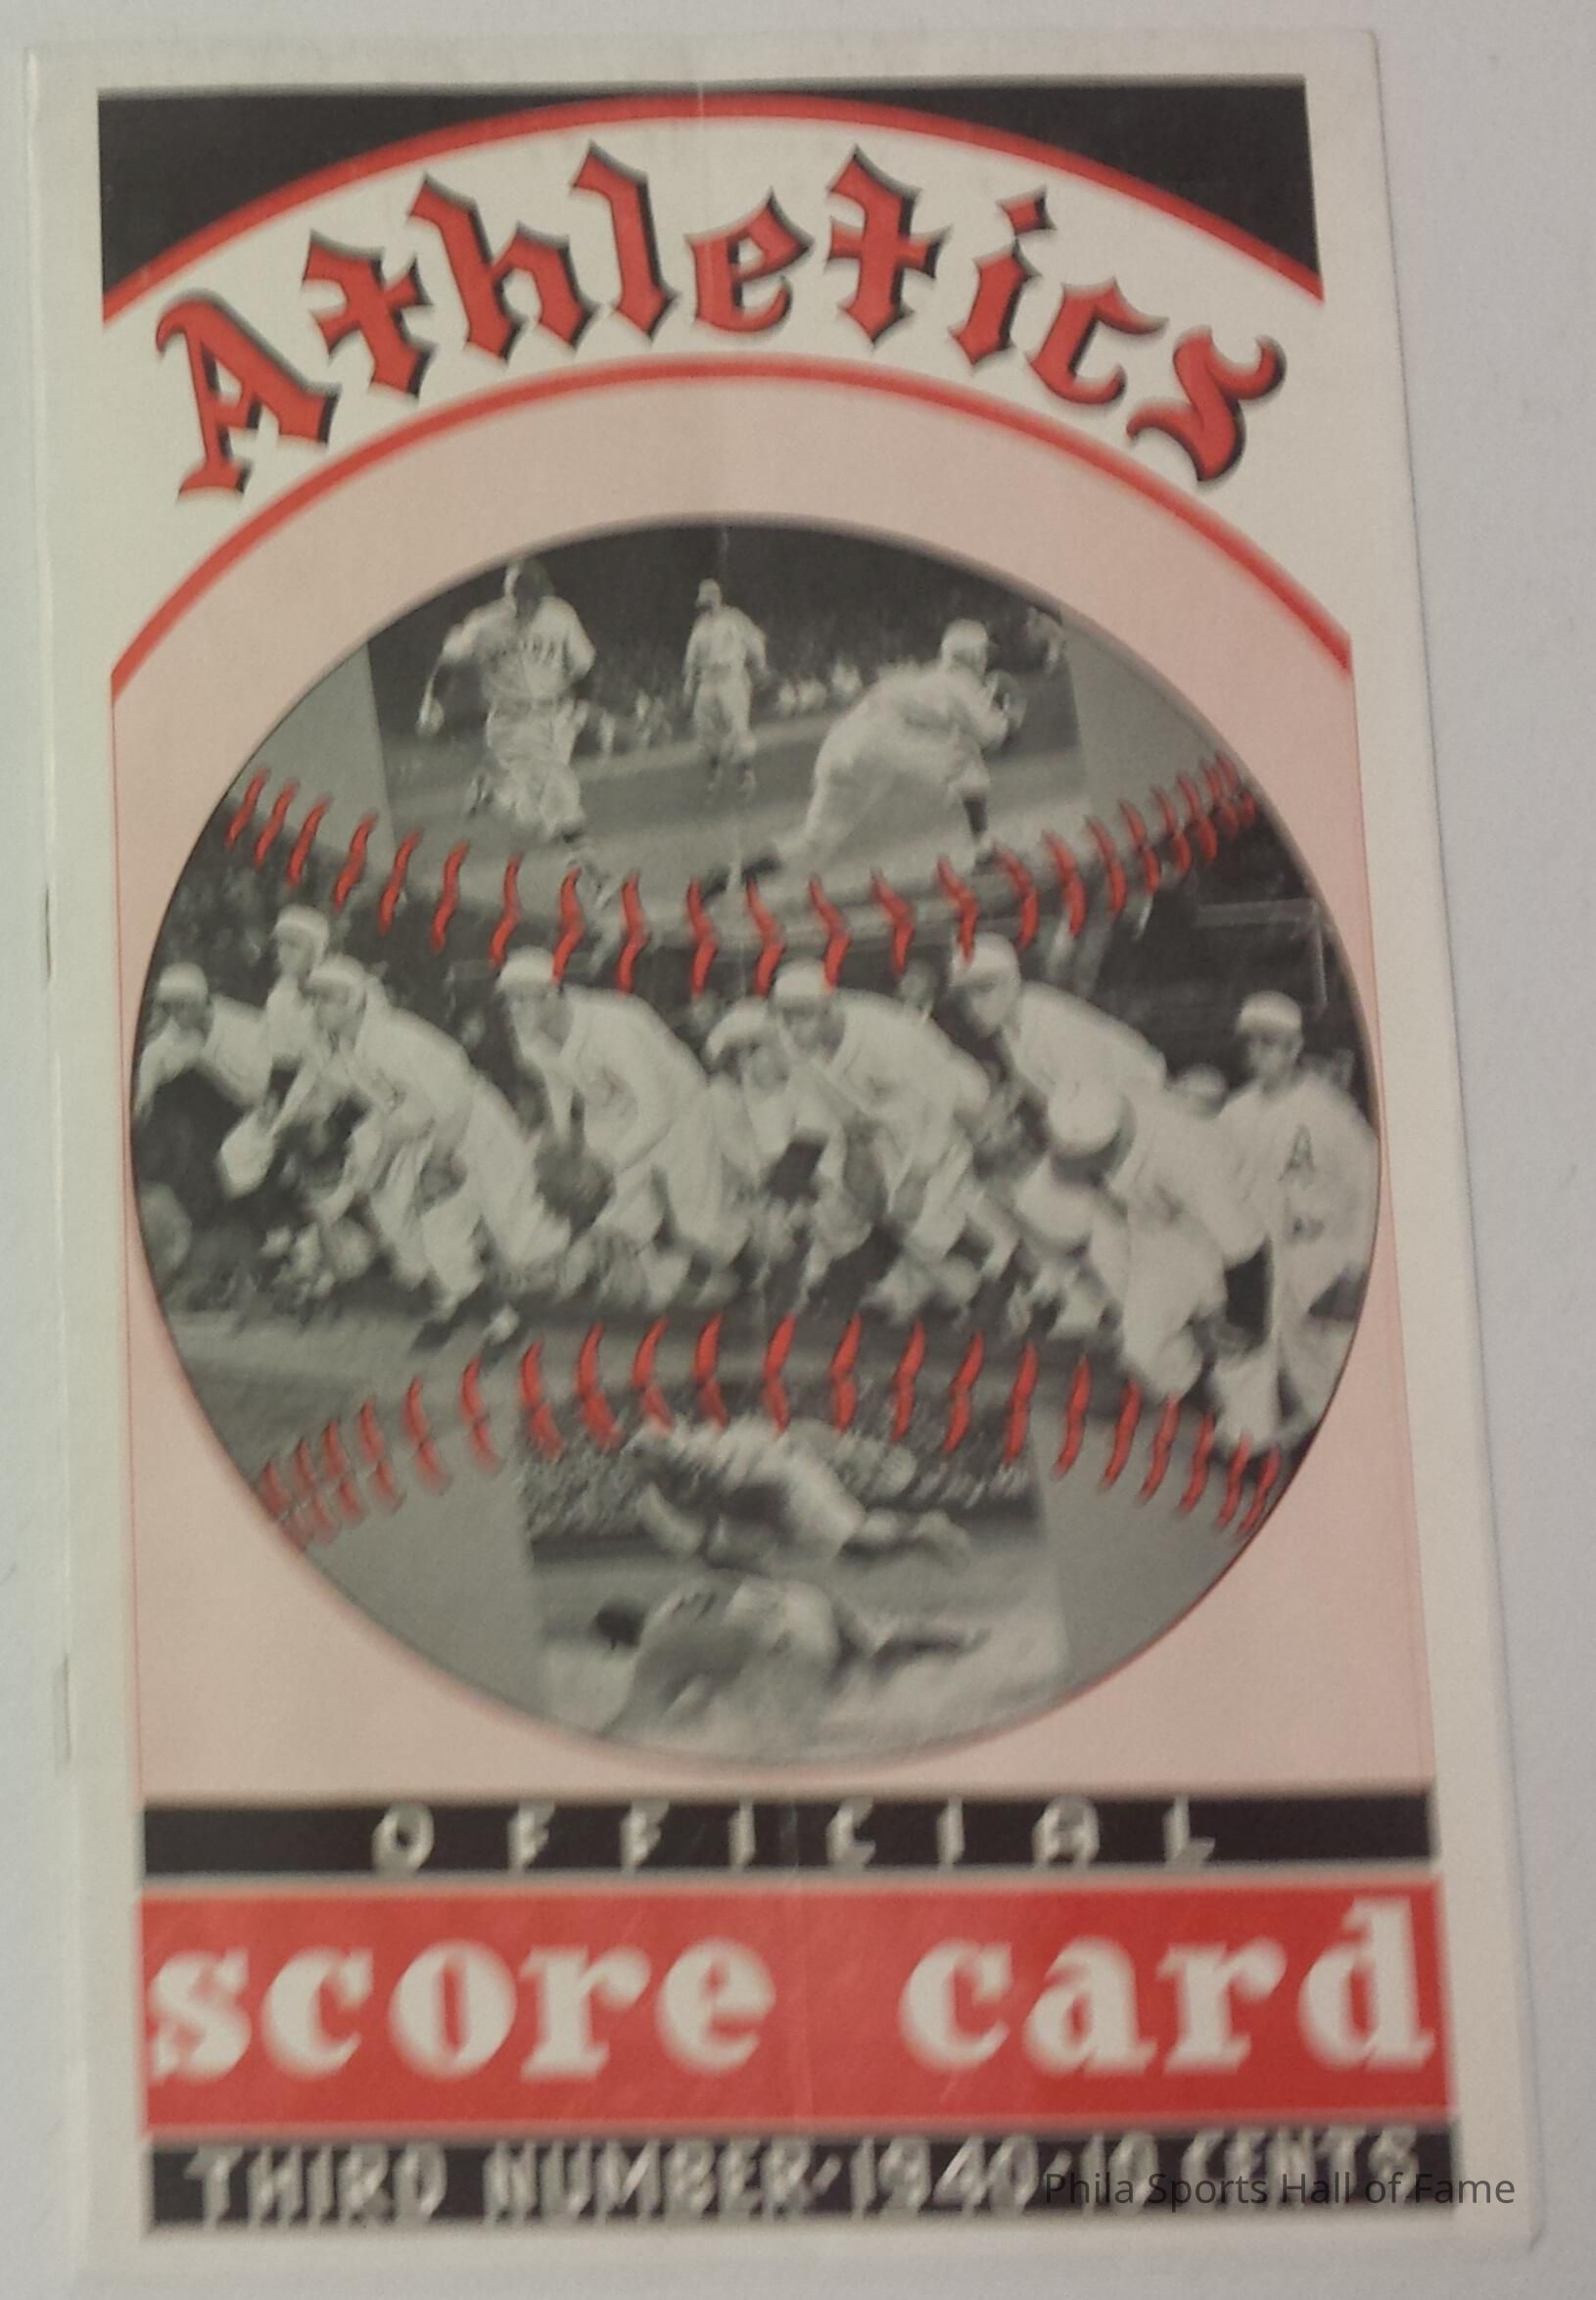 Athletics
A
OFFICIAL
score card
THIRD NUMBER·1940·10 CENTS
Phila Sports Hall of Fame